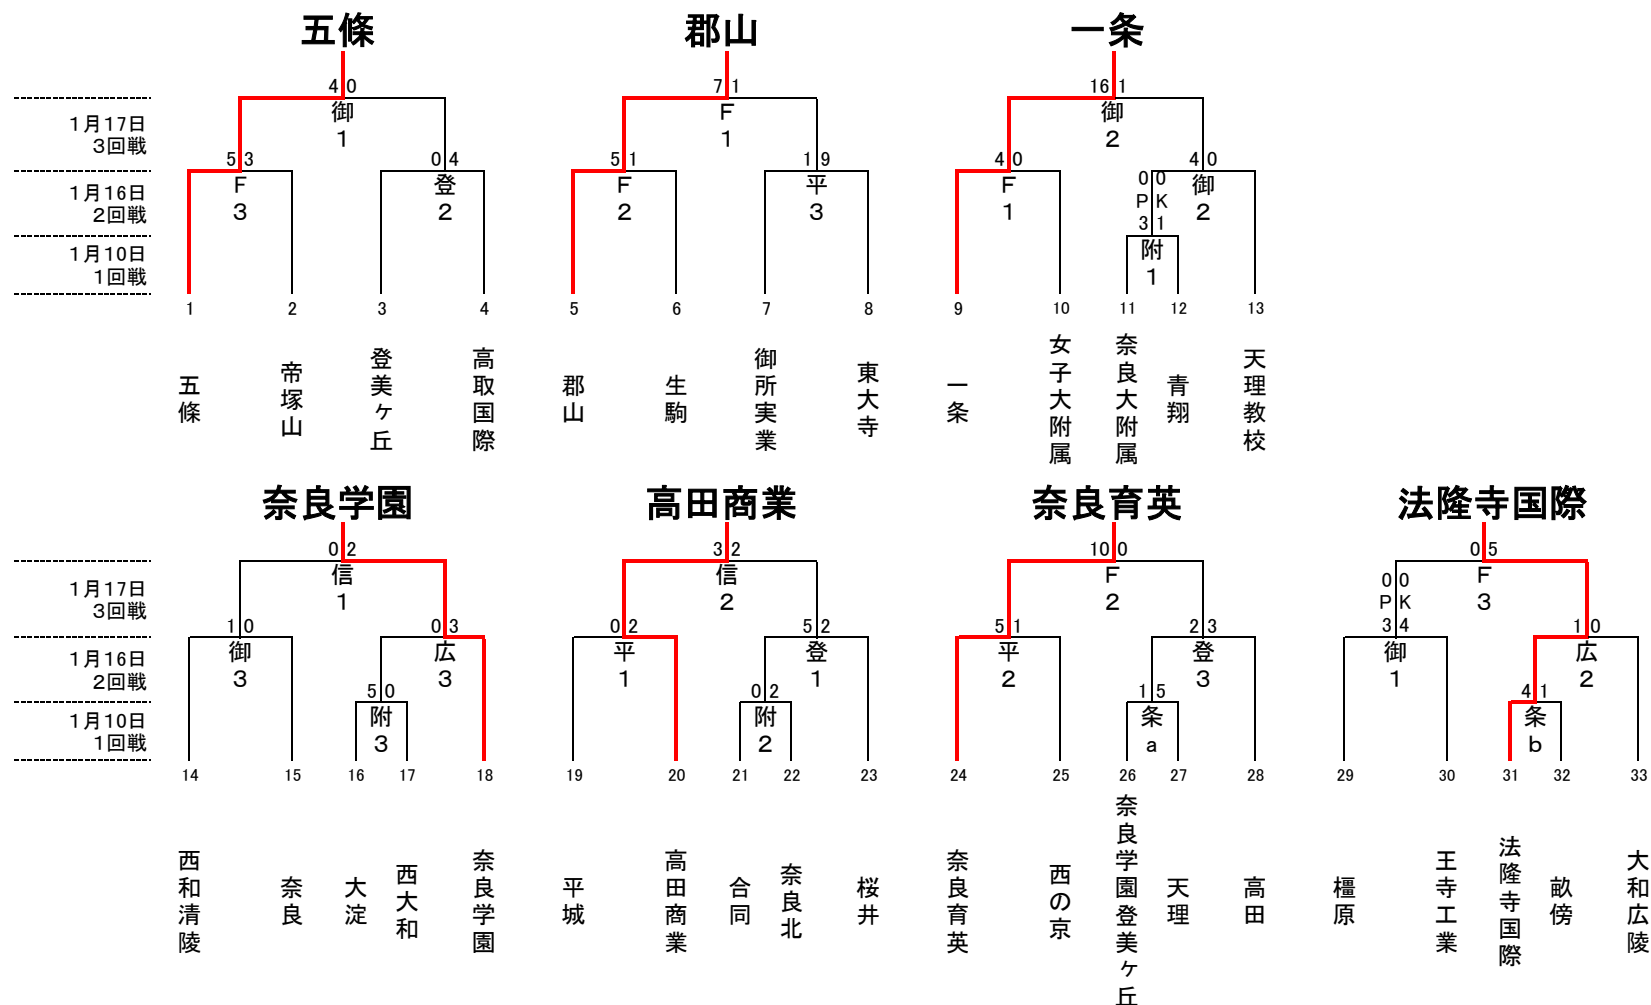 五條 郡山 一条
4 0 7 1 16 1
御 F 御
1 1 2
1月17日
3回戦
5 3 0 4 5 1 1 9 4 0 4 0
F 登 F 平 F 御
3 2 2 3 1 2
1月16日
2回戦
0 0
P K
3 1
附
1
1月10日
1回戦
1 2 3 4 5 6 7 8 9 10 11 12 13
五條
帝塚山
登美ヶ丘
高取国際
郡山
生駒
御所実業
東大寺
一条
女子大附属
奈良大附属
青翔
天理教校
奈良学園 高田商業 奈良育英 法隆寺国際
0 2 3 2 10 0 0 5
信 信 F F
1 2 2 3
1月17日
3回戦
0 0
P K
1 0 0 3 0 2 5 2 5 1 2 3 3 4 1 0
御 広 平 登 平 登 御 広
3 3 1 1 2 3 1 2
1月16日
2回戦
5 0 0 2 1 5 4 1
附 附 条 条
3 2 a b
1月10日
1回戦
14 15 16 17 18 19 20 21 22 23 24 25 26 27 28 29 30 31 32 33
西和清陵
奈良
大淀
西大和
奈良学園
平城
高田商業
合同
奈良北
桜井
奈良育英
西の京
奈良学園登美ヶ丘
天理
高田
橿原
王寺工業
法隆寺国際
畝傍
大和広陵